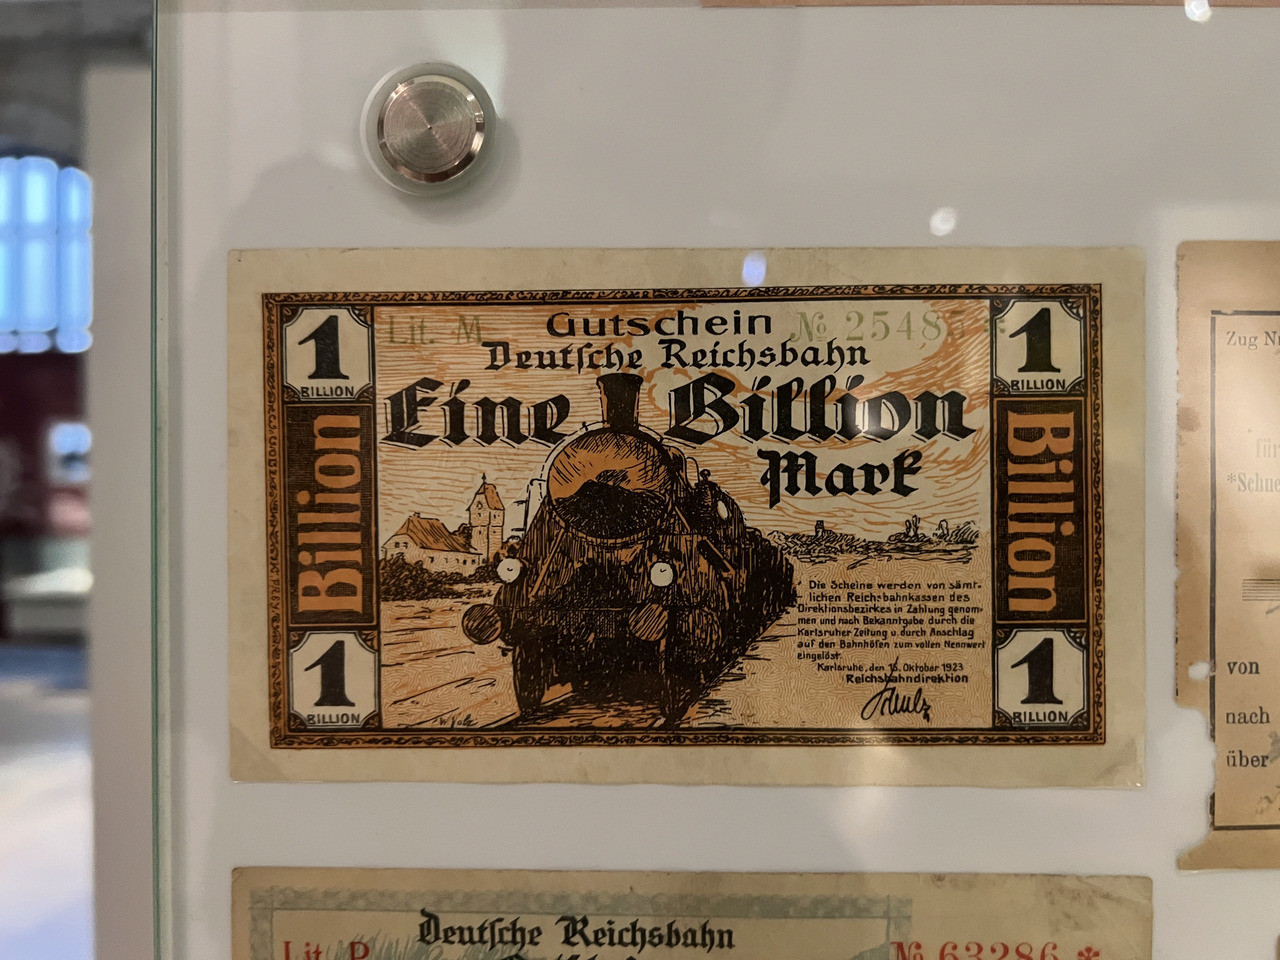 1
BILLION
Billion
1
BILLION
Lit. M
Gutschein
№ 25485 *
Deutsche Reichsbahn
Eine Billion
Mark
Die Scheine werden von sämt-
lichen Reichsbahnkassen des
Direktionsbezirkes in Zahlung genom-
men und nach Bekanntgabe durch die
Karlsruher Zeitung u. durch Anschlag
auf den Bahnhöfen zum vollen Nennwert
eingelöst.
Karlsruhe, den 15. Oktober 1923
Reichsbahndirektion
1
BILLION
Billion
1
BILLION
Zug
von
nach
über
Deutsche Reichsbahn
Lit. P
№ 63286 *